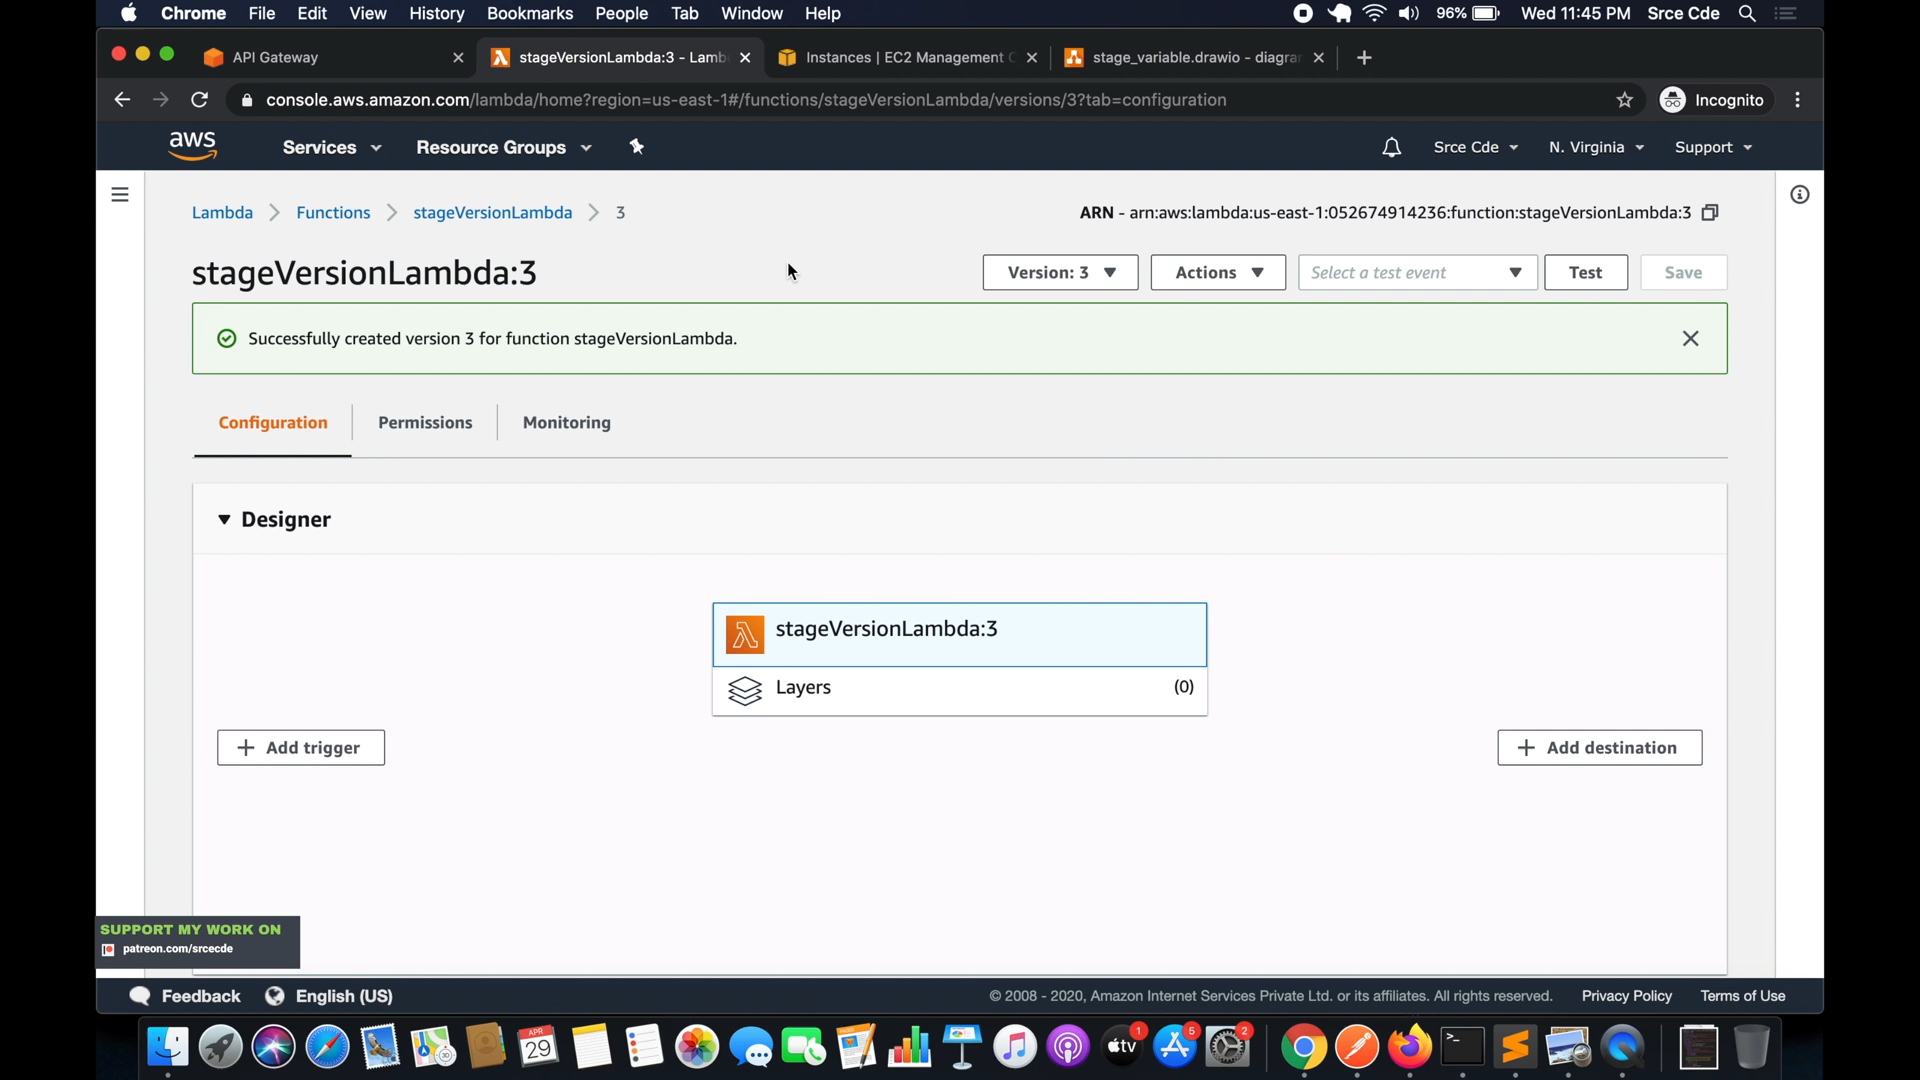 Chrome File Edit View History Bookmarks People Tab Window Help 96% Wed 11:45 PM Srce Cde
API Gateway stageVersionLambda:3 - Lamb Instances | EC2 Management C stage_variable.drawio - diagra
console.aws.amazon.com/lambda/home?region=us-east-1#/functions/stageVersionLambda/versions/3?tab=configuration Incognito
aws Services Resource Groups Srce Cde N. Virginia Support
Lambda Functions stageVersionLambda 3 ARN - arn:aws:lambda:us-east-1:052674914236:function:stageVersionLambda:3
stageVersionLambda:3 Version: 3 Actions Select a test event Test Save
Successfully created version 3 for function stageVersionLambda.
Configuration Permissions Monitoring
Designer
stageVersionLambda:3
Layers (0)
+ Add trigger + Add destination
SUPPORT MY WORK ON
patreon.com/srcecde
Feedback English (US) © 2008 - 2020, Amazon Internet Services Private Ltd. or its affiliates. All rights reserved. Privacy Policy Terms of Use
APR 1 5 2
29 tv